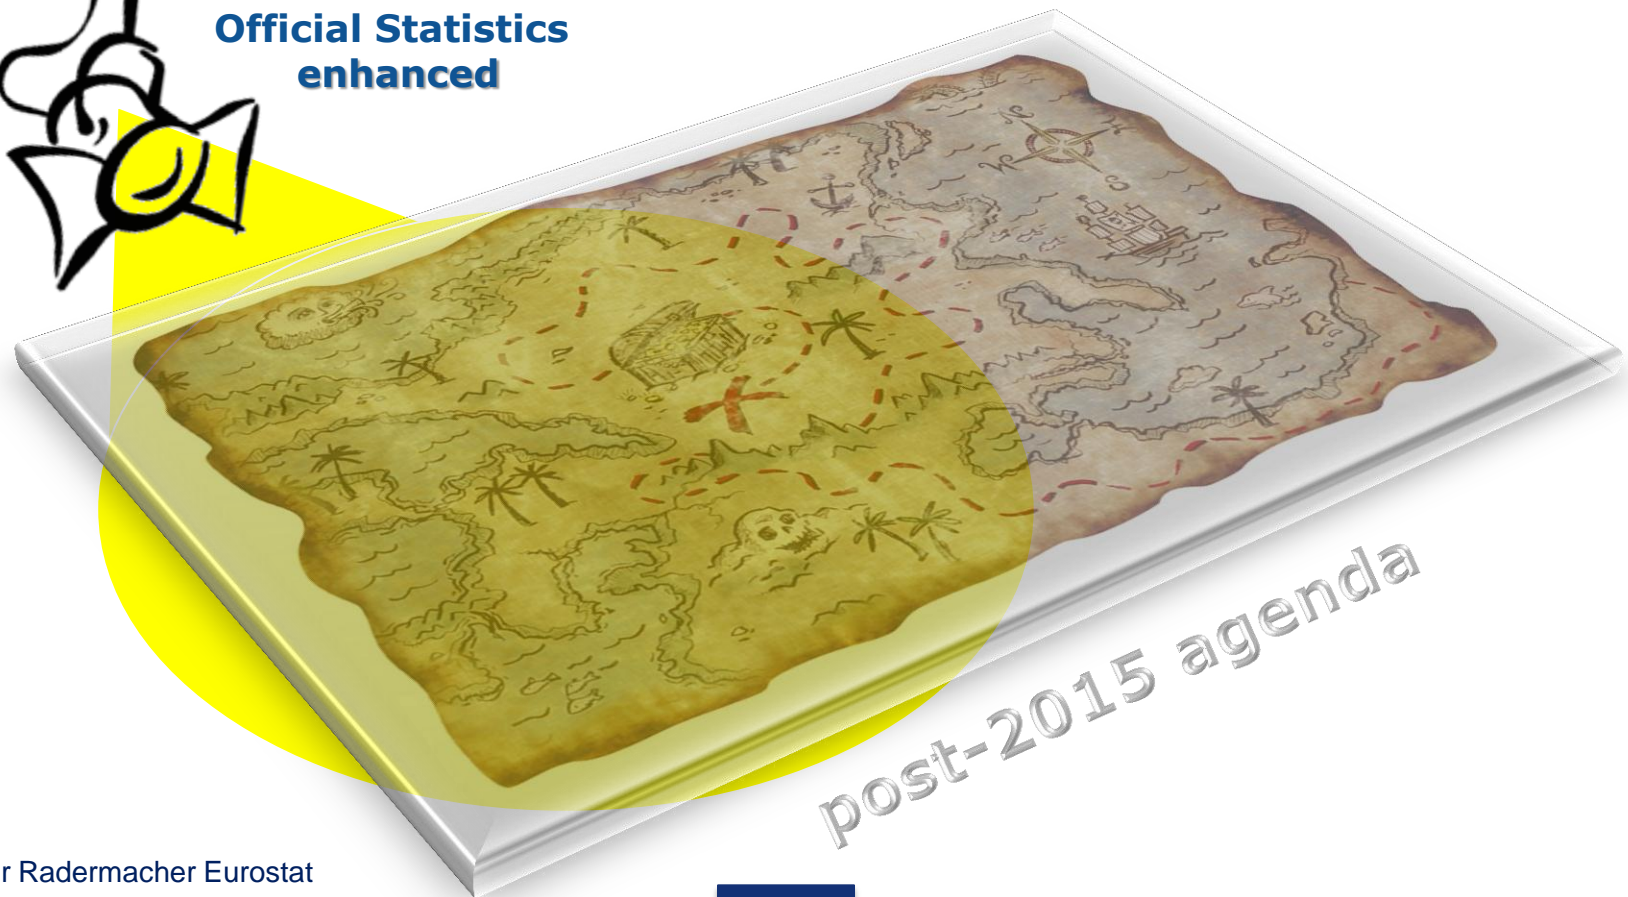 Official Statistics
enhanced
N
W
S
post-2015 agenda
r Radermacher Eurostat